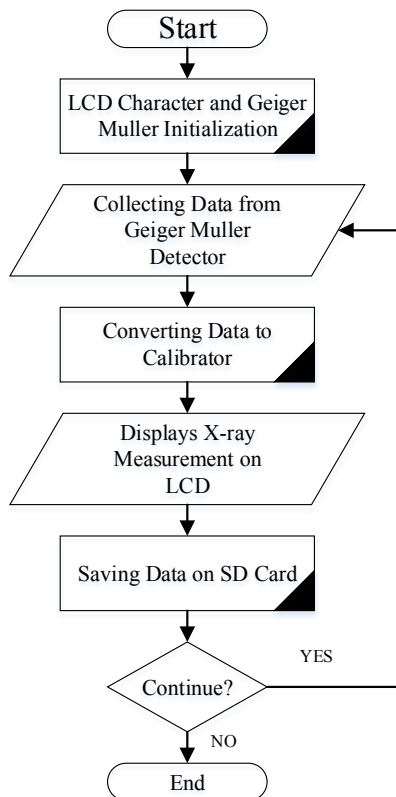 Start
LCD Character and Geiger
Muller Initialization
Collecting Data from
Geiger Muller
Detector
Converting Data to
Calibrator
Displays X-ray
Measurement on
LCD
Saving Data on SD Card
YES
Continue?
NO
End